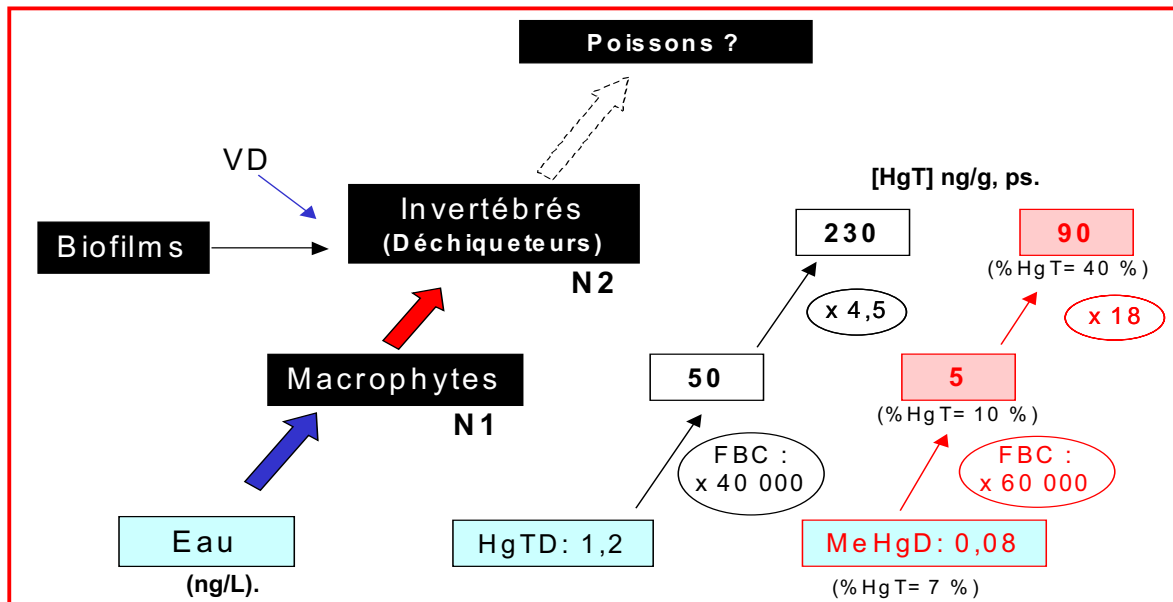 Poissons ?
VD
[HgT] ng/g, ps.
Invertébrés
(Déchiqueteurs)
N2
Biofilms
230
90
(%HgT= 40 %)
x 4,5
x 18
Macrophytes
N1
50
5
(%HgT= 10 %)
FBC :
x 40 000
FBC :
x 60 000
Eau
(ng/L).
HgTD: 1,2
MeHgD: 0,08
(%HgT= 7 %)